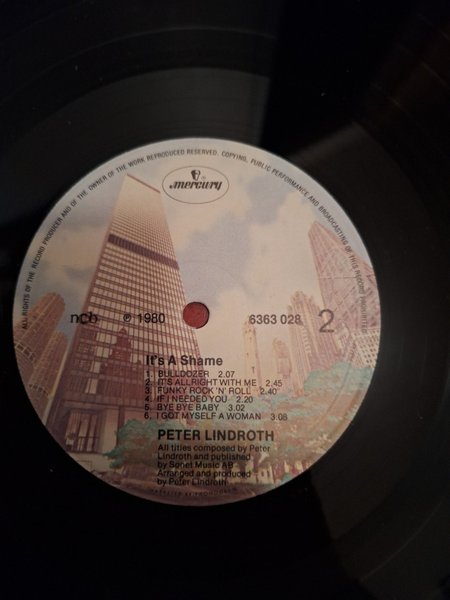 ALL RIGHTS OF THE RECORD PRODUCER AND OF THE OWNER OF THE WORK REPRODUCED RESERVED. COPYING, PUBLIC PERFORMANCE AND BROADCASTING OF THIS RECORD PROHIBITED
mercury
ncb
℗ 1980
6363 028
2
It's A Shame
1. BULLDOZER 2.07
2. IT'S ALLRIGHT WITH ME 2.45
3. FUNKY ROCK 'N' ROLL 2.40
4. IF I NEEDED YOU 2.20
5. BYE BYE BABY 3.02
6. I GOT MYSELF A WOMAN 3.08
PETER LINDROTH
All titles composed by Peter
Lindroth and published
by Sonet Music AB
Arranged and produced
by Peter Lindroth